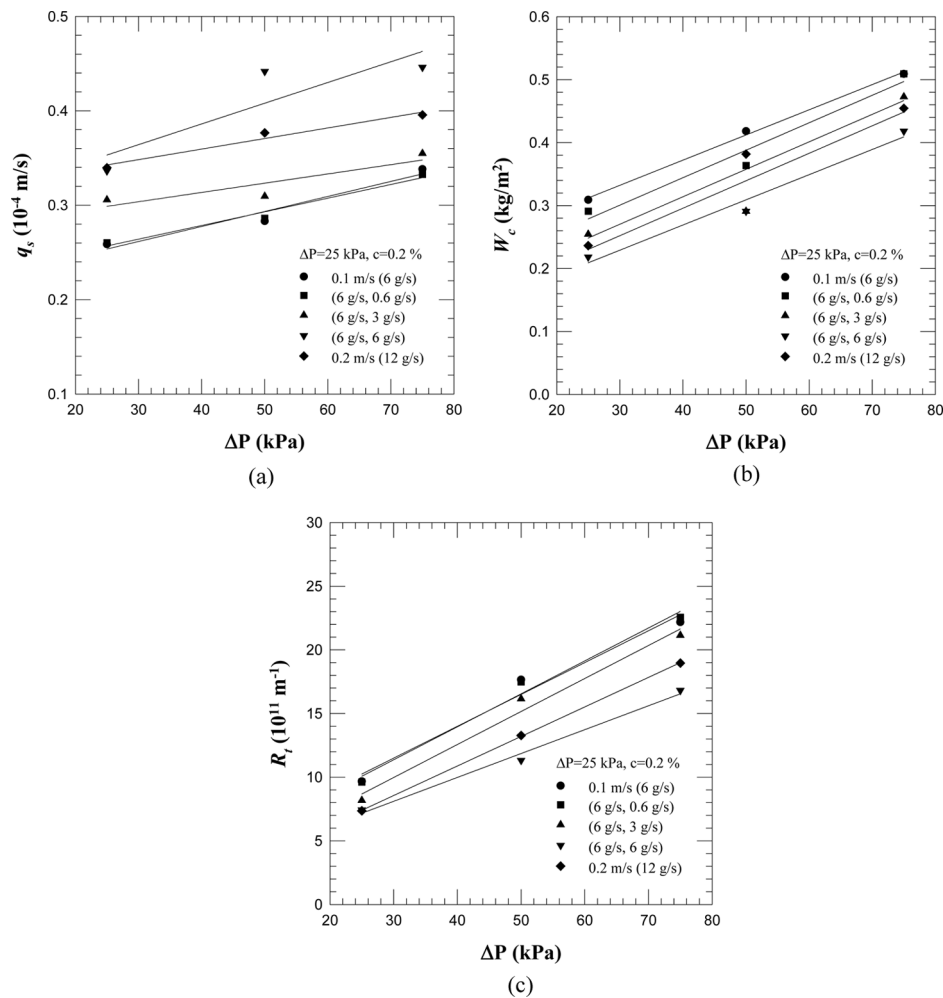 0.5
0.4
0.3
0.2
0.1
q_s (10^-4 m/s)
ΔP=25 kPa, c=0.2 %
0.1 m/s (6 g/s)
(6 g/s, 0.6 g/s)
(6 g/s, 3 g/s)
(6 g/s, 6 g/s)
0.2 m/s (12 g/s)
20 30 40 50 60 70 80
ΔP (kPa)
(a)
0.6
0.5
0.4
0.3
0.2
0.1
0.0
W_c (kg/m²)
ΔP=25 kPa, c=0.2 %
0.1 m/s (6 g/s)
(6 g/s, 0.6 g/s)
(6 g/s, 3 g/s)
(6 g/s, 6 g/s)
0.2 m/s (12 g/s)
20 30 40 50 60 70 80
ΔP (kPa)
(b)
30
25
20
15
10
5
0
R_t (10^11 m^-1)
ΔP=25 kPa, c=0.2 %
0.1 m/s (6 g/s)
(6 g/s, 0.6 g/s)
(6 g/s, 3 g/s)
(6 g/s, 6 g/s)
0.2 m/s (12 g/s)
20 30 40 50 60 70 80
ΔP (kPa)
(c)